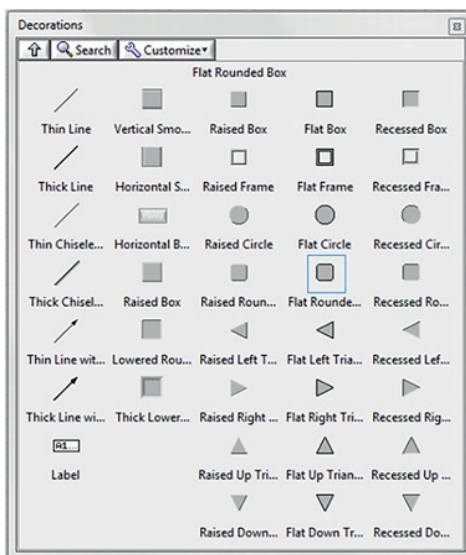 Decorations
Search Customize
Flat Rounded Box
Thin Line Vertical Smo... Raised Box Flat Box Recessed Box
Thick Line Horizontal S... Raised Frame Flat Frame Recessed Fra...
Thin Chisele... Horizontal B... Raised Circle Flat Circle Recessed Cir...
Thick Chisel... Raised Box Raised Roun... Flat Rounde... Recessed Ro...
Thin Line wit... Lowered Rou... Raised Left T... Flat Left Tria... Recessed Lef...
Thick Line wi... Thick Lower... Raised Right ... Flat Right Tri... Recessed Rig...
A1...
Label Raised Up Tri... Flat Up Trian... Recessed Up ...
Raised Down... Flat Down Tr... Recessed Do...